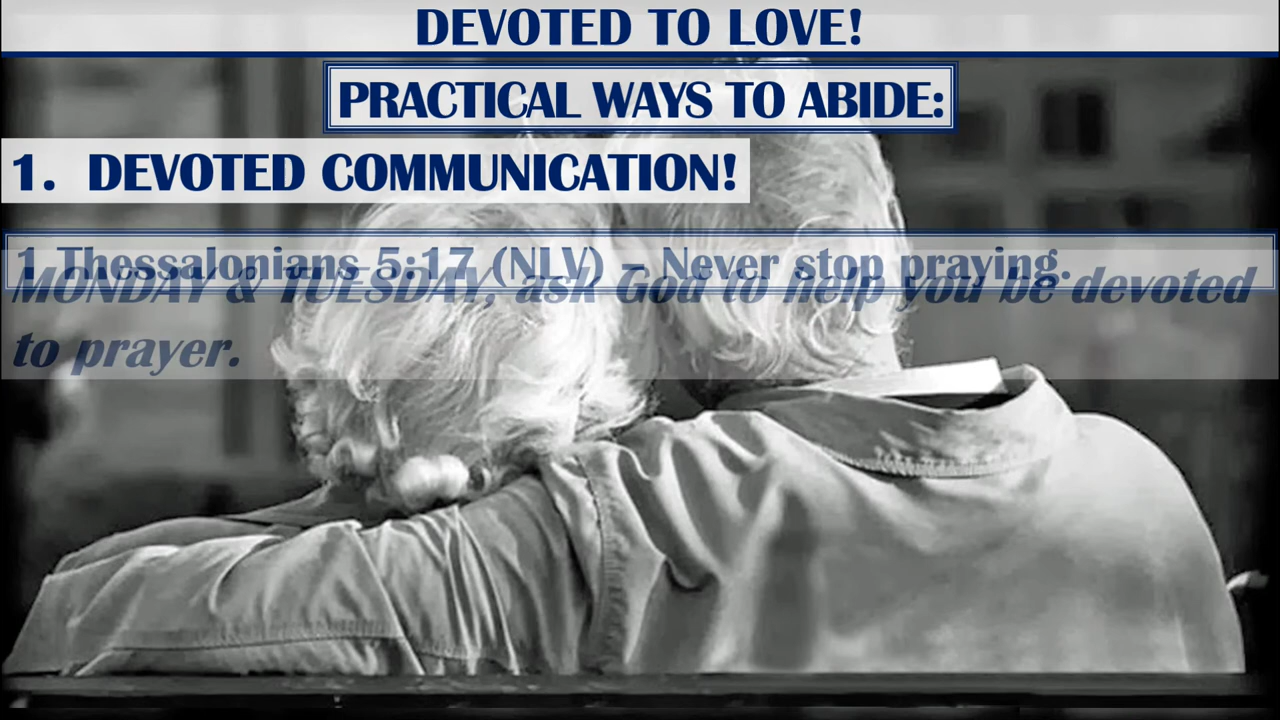 DEVOTED TO LOVE!
PRACTICAL WAYS TO ABIDE:
1. DEVOTED COMMUNICATION!
1 Thessalonians 5:17 (NLV) – Never stop praying.
MONDAY & TUESDAY, ask God to help you be devoted
to prayer.